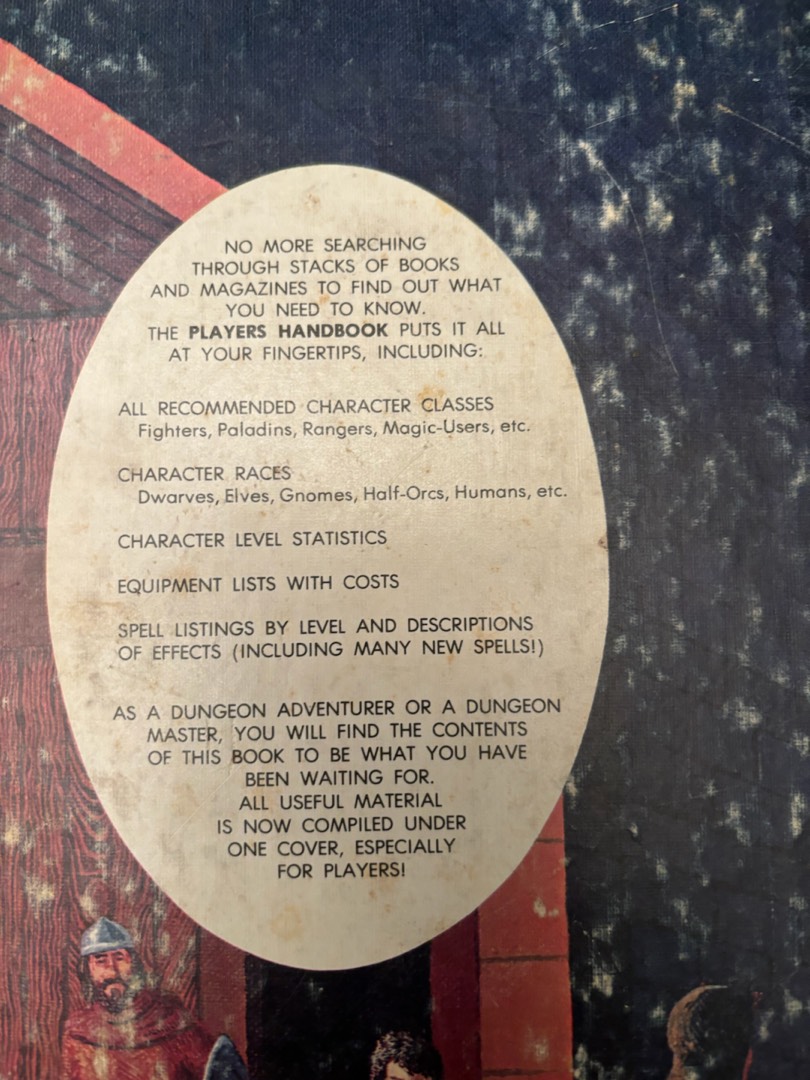 NO MORE SEARCHING
THROUGH STACKS OF BOOKS
AND MAGAZINES TO FIND OUT WHAT
YOU NEED TO KNOW.
THE PLAYERS HANDBOOK PUTS IT ALL
AT YOUR FINGERTIPS, INCLUDING:
ALL RECOMMENDED CHARACTER CLASSES
Fighters, Paladins, Rangers, Magic-Users, etc.
CHARACTER RACES
Dwarves, Elves, Gnomes, Half-Orcs, Humans, etc.
CHARACTER LEVEL STATISTICS
EQUIPMENT LISTS WITH COSTS
SPELL LISTINGS BY LEVEL AND DESCRIPTIONS
OF EFFECTS (INCLUDING MANY NEW SPELLS!)
AS A DUNGEON ADVENTURER OR A DUNGEON
MASTER, YOU WILL FIND THE CONTENTS
OF THIS BOOK TO BE WHAT YOU HAVE
BEEN WAITING FOR.
ALL USEFUL MATERIAL
IS NOW COMPILED UNDER
ONE COVER, ESPECIALLY
FOR PLAYERS!